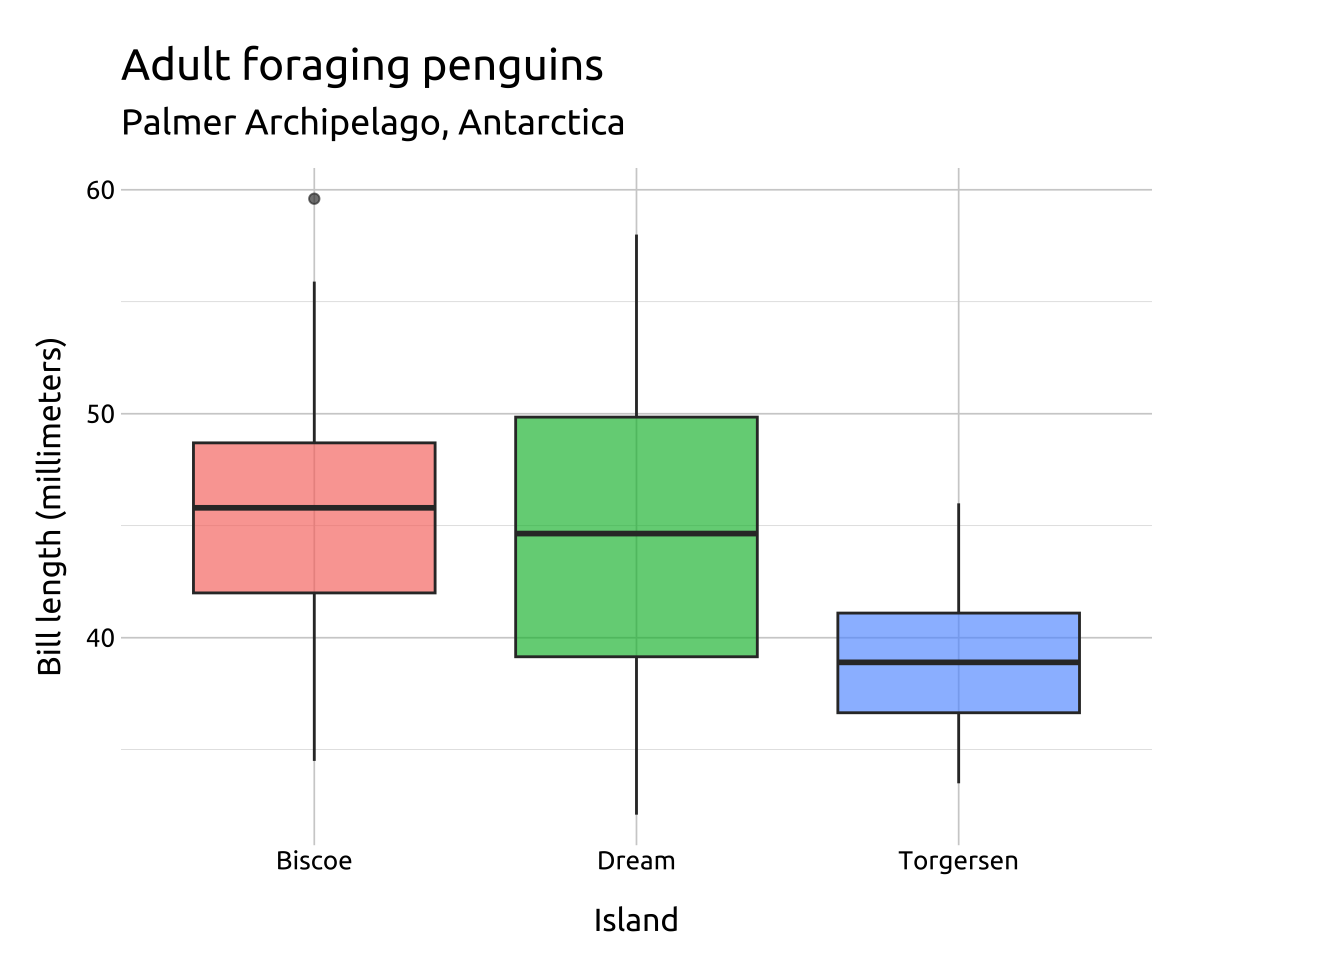 Adult foraging penguins
Palmer Archipelago, Antarctica
60
50
40
Bill length (millimeters)
Biscoe Dream Torgersen
Island